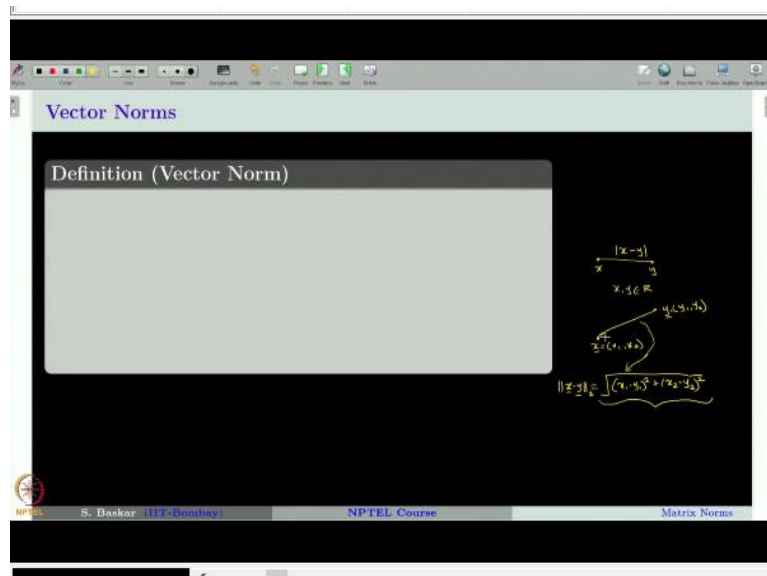 Vector Norms
Definition (Vector Norm)
|x-y|
x y
x, y ∈ R
y=(y₁, y₂)
x=(x₁, x₂)
||x-y||₂ = √(x₁-y₁)² + (x₂-y₂)²
NPTEL
S. Baskar (IIT-Bombay) NPTEL Course Matrix Norms